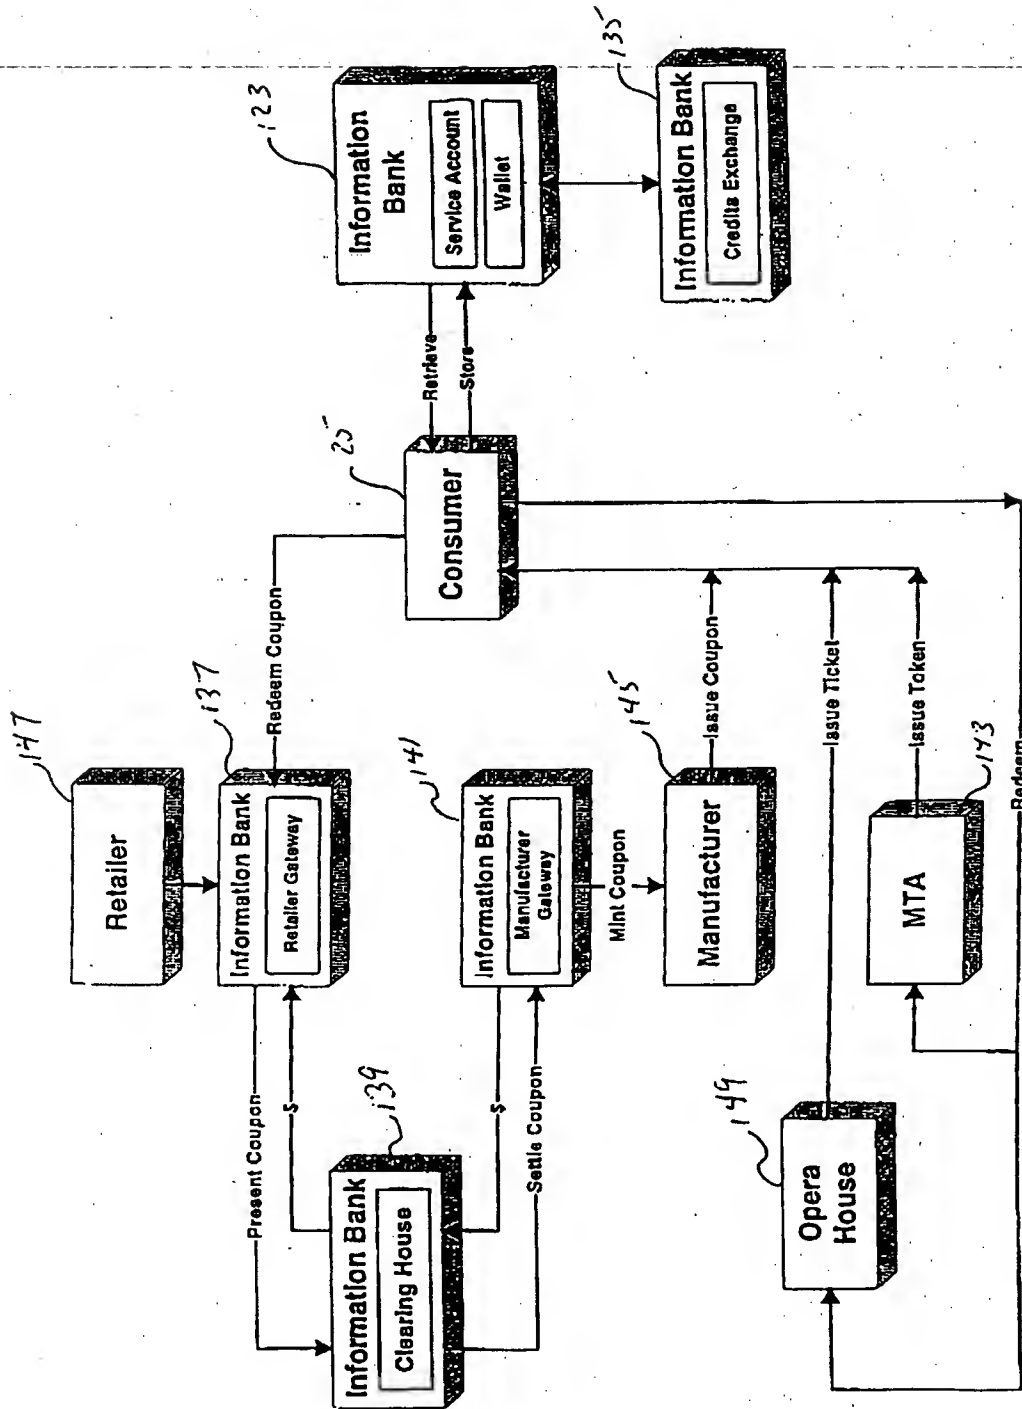 147
Retailer
137
Information Bank
Retailer Gateway
Redeem Coupon
Present Coupon
$
139
Information Bank
Clearing House
$
Settle Coupon
141
Information Bank
Manufacturer
Gateway
Mint Coupon
145
Manufacturer
Issue Coupon
25
Consumer
Retrieve
Store
123
Information
Bank
Service Account
Wallet
135
Information Bank
Credits Exchange
149
Opera
House
Issue Ticket
143
MTA
Issue Token
Redeem